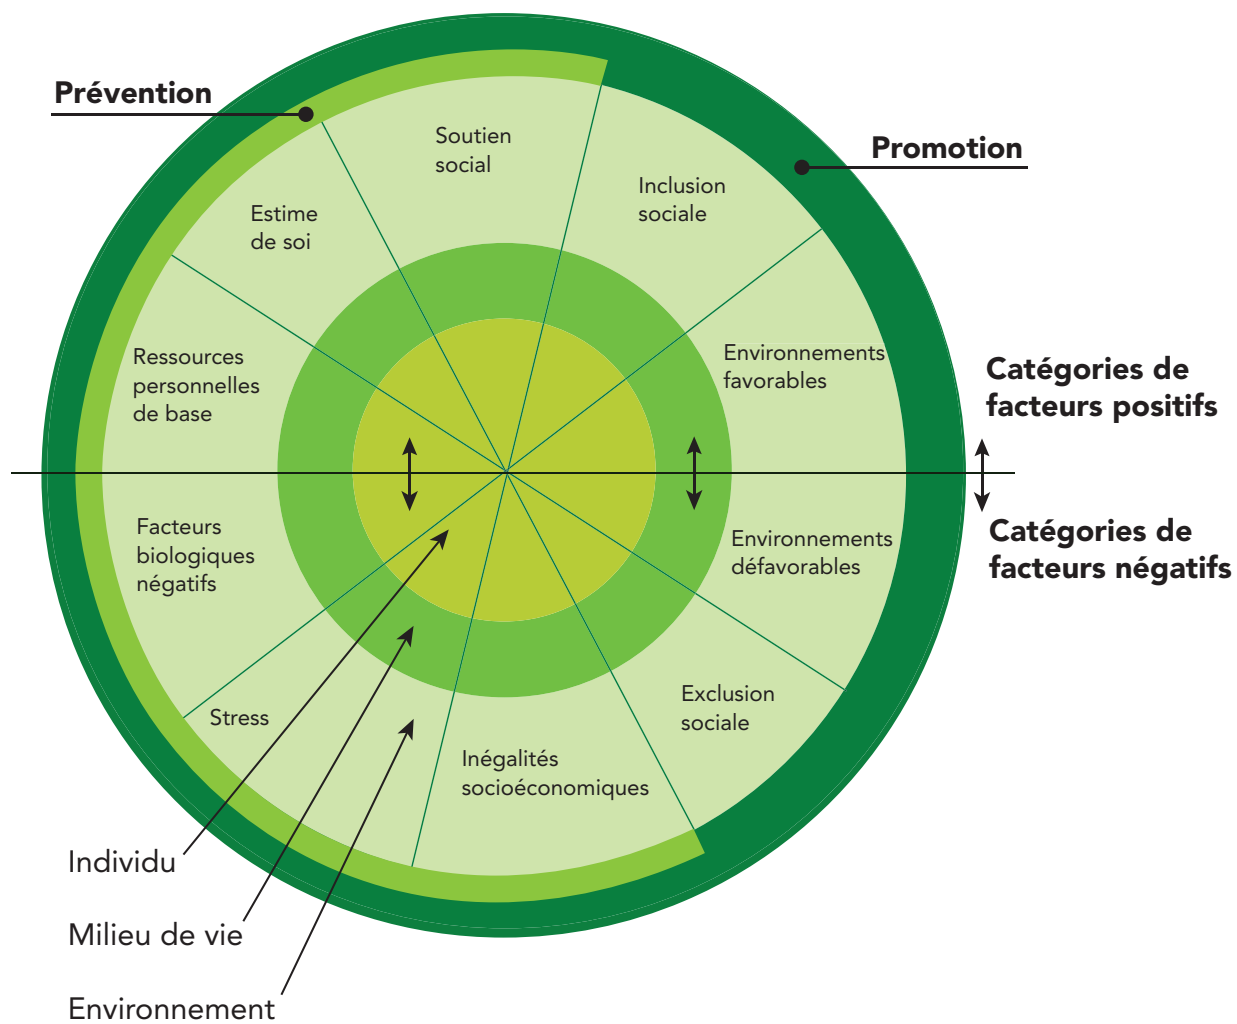 Prévention
Soutien
social
Promotion
Inclusion
sociale
Estime
de soi
Ressources
personnelles
de base
Environnements
favorables
Catégories de
facteurs positifs
Facteurs
biologiques
négatifs
Environnements
défavorables
Catégories de
facteurs négatifs
Stress
Exclusion
sociale
Inégalités
socioéconomiques
Individu
Milieu de vie
Environnement